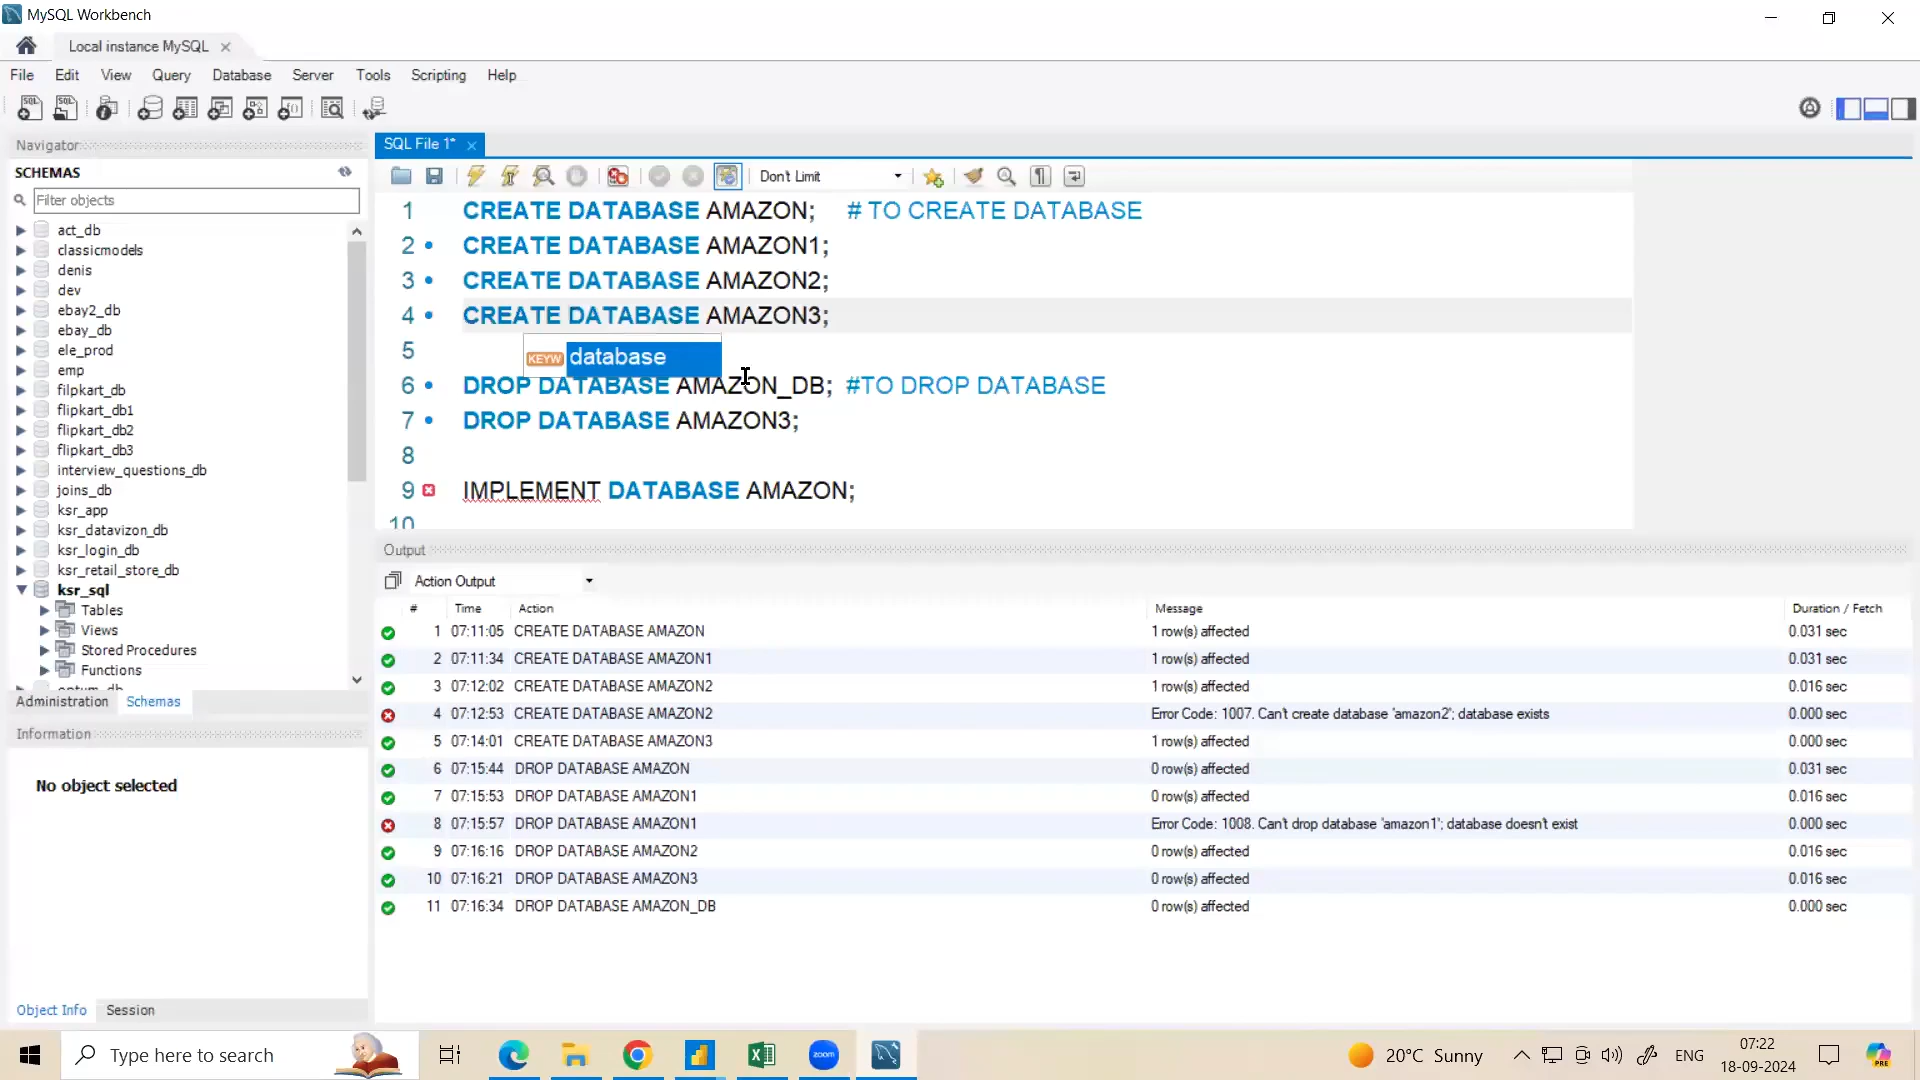 MySQL Workbench
Local instance MySQL
File Edit View Query Database Server Tools Scripting Help
Navigator
SCHEMAS
Filter objects
act_db
classicmodels
denis
dev
ebay2_db
ebay_db
ele_prod
emp
filpkart_db
flipkart_db1
flipkart_db2
flipkart_db3
interview_questions_db
joins_db
ksr_app
ksr_datavizon_db
ksr_login_db
ksr_retail_store_db
ksr_sql
Tables
Views
Stored Procedures
Functions
Administration Schemas
Information
No object selected
Object Info Session
SQL File 1*
Don't Limit
1 CREATE DATABASE AMAZON; # TO CREATE DATABASE
2 CREATE DATABASE AMAZON1;
3 CREATE DATABASE AMAZON2;
4 CREATE DATABASE AMAZON3;
5
KEYW database
6 DROP DATABASE AMAZON_DB; #TO DROP DATABASE
7 DROP DATABASE AMAZON3;
8
9 IMPLEMENT DATABASE AMAZON;
10
Output
Action Output
# Time Action Message Duration / Fetch
1 07:11:05 CREATE DATABASE AMAZON 1 row(s) affected 0.031 sec
2 07:11:34 CREATE DATABASE AMAZON1 1 row(s) affected 0.031 sec
3 07:12:02 CREATE DATABASE AMAZON2 1 row(s) affected 0.016 sec
4 07:12:53 CREATE DATABASE AMAZON2 Error Code: 1007. Can't create database 'amazon2'; database exists 0.000 sec
5 07:14:01 CREATE DATABASE AMAZON3 1 row(s) affected 0.000 sec
6 07:15:44 DROP DATABASE AMAZON 0 row(s) affected 0.031 sec
7 07:15:53 DROP DATABASE AMAZON1 0 row(s) affected 0.016 sec
8 07:15:57 DROP DATABASE AMAZON1 Error Code: 1008. Can't drop database 'amazon1'; database doesn't exist 0.000 sec
9 07:16:16 DROP DATABASE AMAZON2 0 row(s) affected 0.016 sec
10 07:16:21 DROP DATABASE AMAZON3 0 row(s) affected 0.016 sec
11 07:16:34 DROP DATABASE AMAZON_DB 0 row(s) affected 0.000 sec
Type here to search
zoom
20°C Sunny
ENG
07:22
18-09-2024
PRE